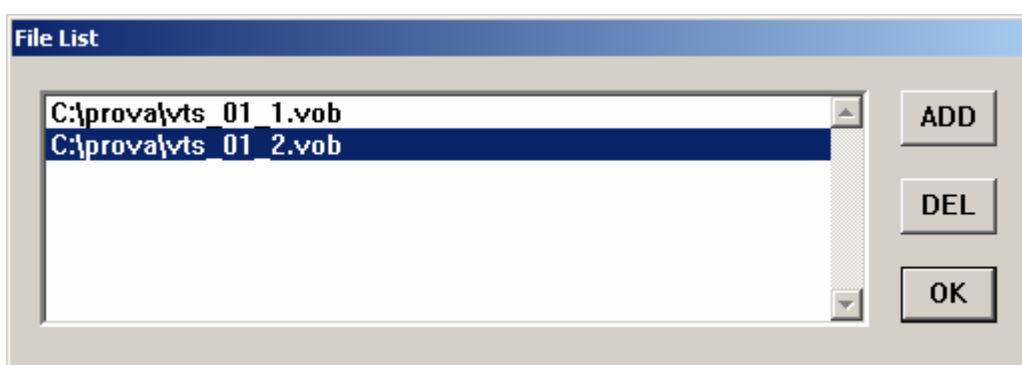 File List
C:\prova\vts_01_1.vob
C:\prova\vts_01_2.vob
ADD
DEL
OK